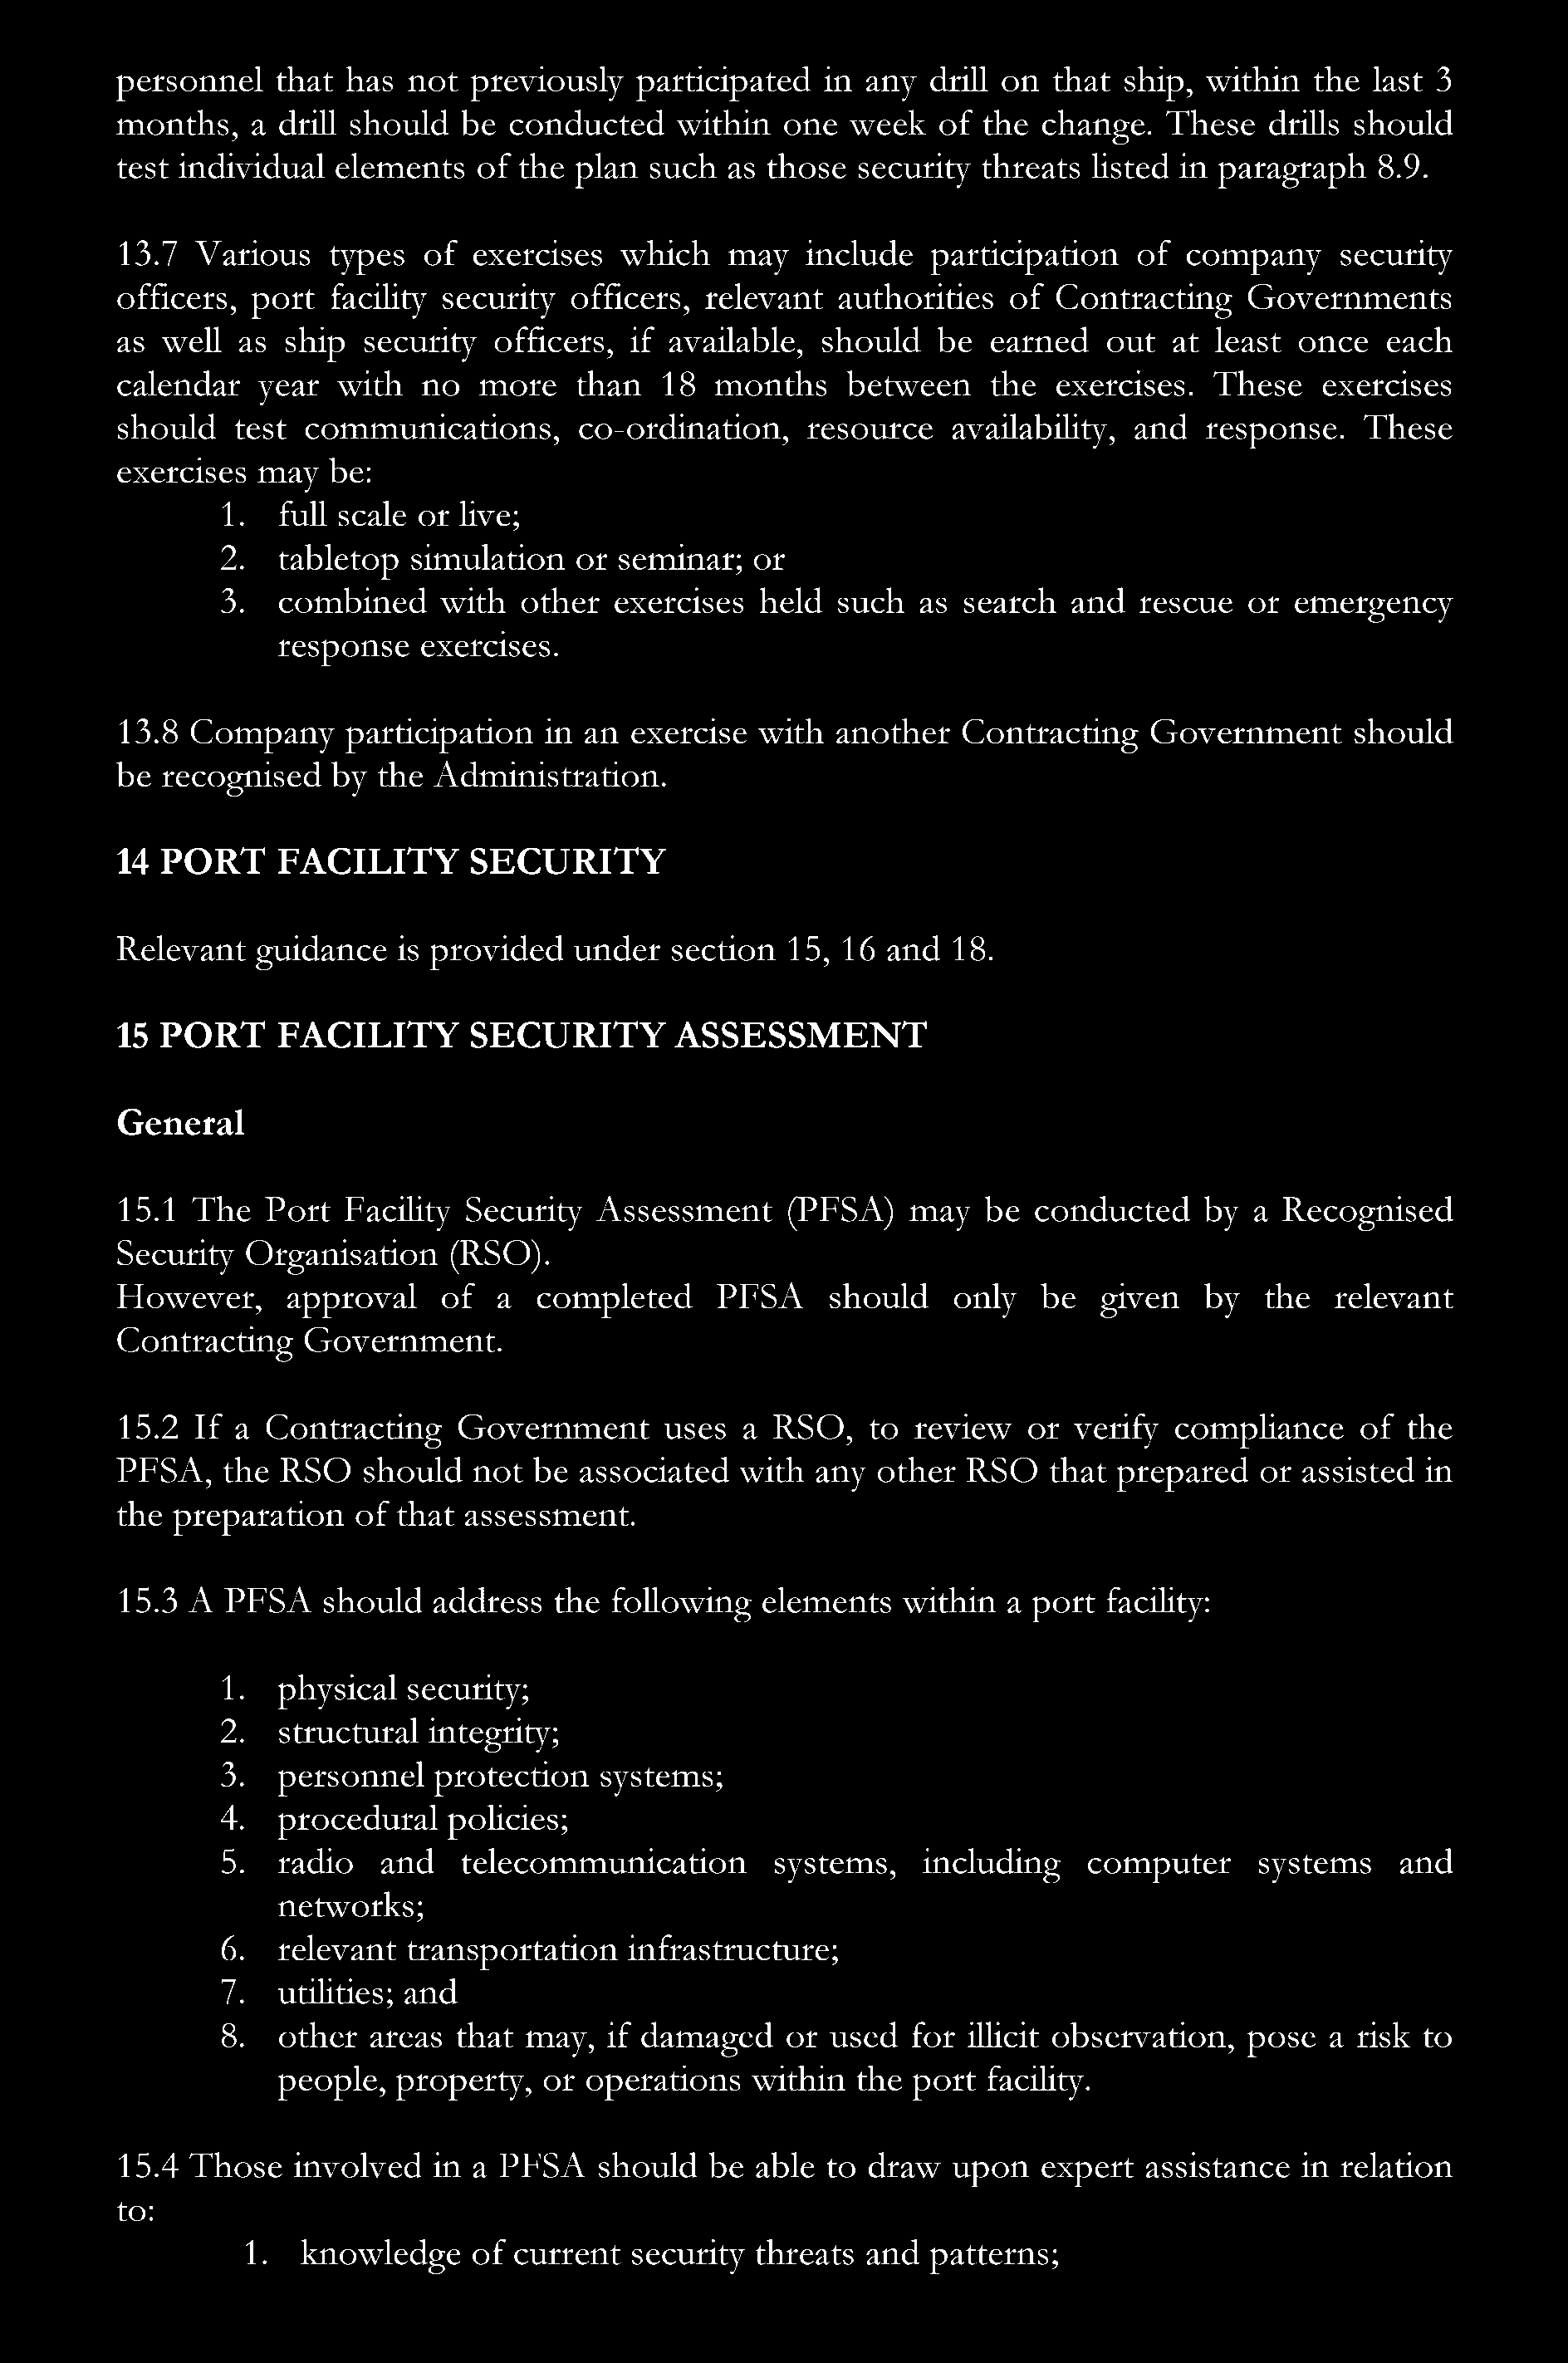 personnel that has not previously participated in any drill on that ship, within the last 3
months, a drill should be conducted within one week of the change. These drills should
test individual elements of the plan such as those security threats listed in paragraph 8.9.
13.7 Various types of exercises which may include participation of company security
officers, port facility security officers, relevant authorities of Contracting Governments
as well as ship security officers, if available, should be earned out at least once each
calendar year with no more than 18 months between the exercises. These exercises
should test communications, co-ordination, resource availability, and response. These
exercises may be:
1. full scale or live;
2. tabletop simulation or seminar; or
3. combined with other exercises held such as search and rescue or emergency
response exercises.
13.8 Company participation in an exercise with another Contracting Government should
be recognised by the Administration.
14 PORT FACILITY SECURITY
Relevant guidance is provided under section 15, 16 and 18.
15 PORT FACILITY SECURITY ASSESSMENT
General
15.1 The Port Facility Security Assessment (PFSA) may be conducted by a Recognised
Security Organisation (RSO).
However, approval of a completed PFSA should only be given by the relevant
Contracting Government.
15.2 If a Contracting Government uses a RSO, to review or verify compliance of the
PFSA, the RSO should not be associated with any other RSO that prepared or assisted in
the preparation of that assessment.
15.3 A PFSA should address the following elements within a port facility:
1. physical security;
2. structural integrity;
3. personnel protection systems;
4. procedural policies;
5. radio and telecommunication systems, including computer systems and
networks;
6. relevant transportation infrastructure;
7. utilities; and
8. other areas that may, if damaged or used for illicit observation, pose a risk to
people, property, or operations within the port facility.
15.4 Those involved in a PFSA should be able to draw upon expert assistance in relation
to:
1. knowledge of current security threats and patterns;